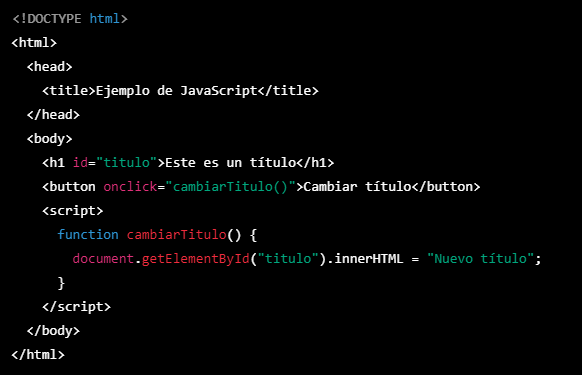 <!DOCTYPE html>
<html>
  <head>
    <title>Ejemplo de JavaScript</title>
  </head>
  <body>
    <h1 id="titulo">Este es un título</h1>
    <button onclick="cambiarTitulo()">Cambiar título</button>
    <script>
      function cambiarTitulo() {
        document.getElementById("titulo").innerHTML = "Nuevo título";
      }
    </script>
  </body>
</html>